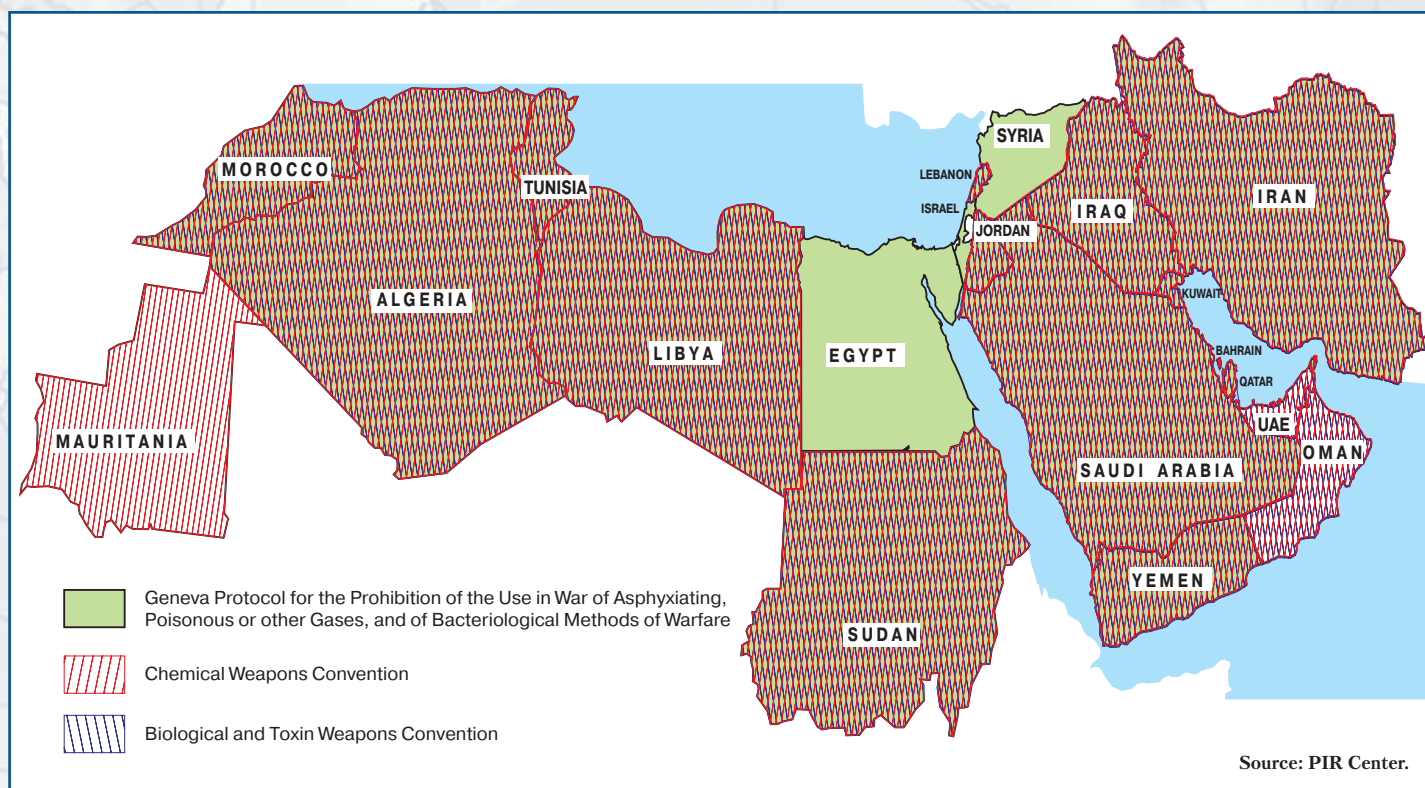 SYRIA
MOROCCO
LEBANON
TUNISIA
IRAN
ISRAEL
IRAQ
JORDAN
ALGERIA
KUWAIT
LIBYA
EGYPT
BAHRAIN
QATAR
UAE
MAURITANIA
OMAN
SAUDI ARABIA
YEMEN
SUDAN
Geneva Protocol for the Prohibition of the Use in War of Asphyxiating,
Poisonous or other Gases, and of Bacteriological Methods of Warfare
Chemical Weapons Convention
Biological and Toxin Weapons Convention
Source: PIR Center.